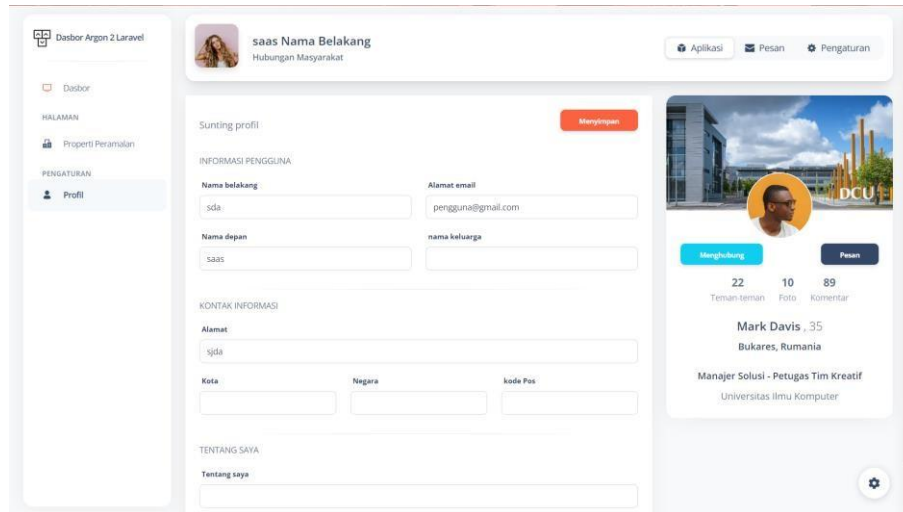 Dasbor Argon 2 Laravel
Dasbor
HALAMAN
Properti Peramalan
PENGATURAN
Profil
saas Nama Belakang
Hubungan Masyarakat
Aplikasi
Pesan
Pengaturan
Sunting profil
Menyimpan
INFORMASI PENGGUNA
Nama belakang
Alamat email
sda
pengguna@gmail.com
Nama depan
nama keluarga
saas
KONTAK INFORMASI
Alamat
sjda
Kota
Negara
kode Pos
TENTANG SAYA
Tentang saya
DCU
Menghubung
Pesan
22
10
89
Teman-teman
Foto
Komentar
Mark Davis , 35
Bukares, Rumania
Manajer Solusi - Petugas Tim Kreatif
Universitas Ilmu Komputer